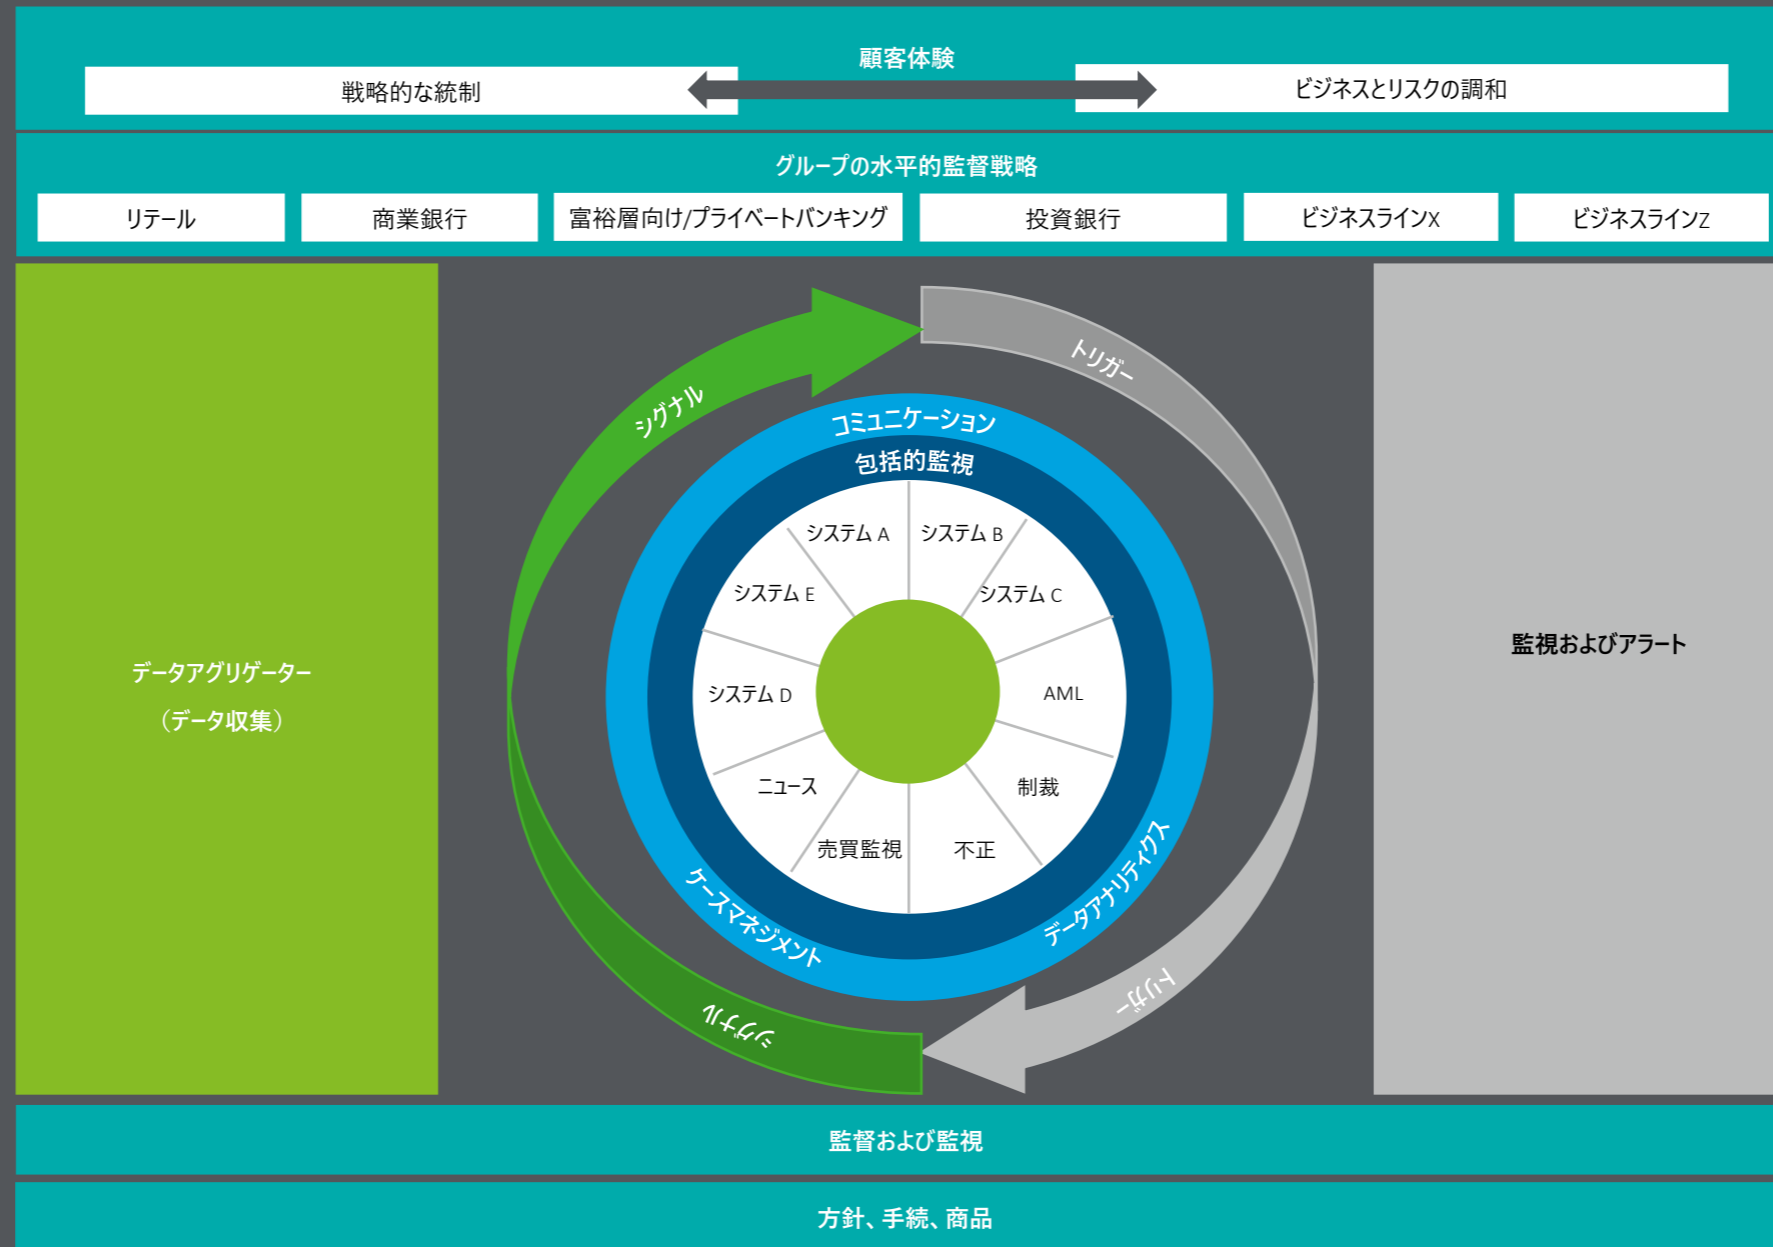 顧客体験
戦略的な統制
ビジネスとリスクの調和
グループの水平的監督戦略
リテール
商業銀行
富裕層向け/プライベートバンキング
投資銀行
ビジネスラインX
ビジネスラインZ
データアグリゲーター
（データ収集）
シグナル
トリガー
コミュニケーション
包括的監視
システム A
システム B
システム E
システム C
システム D
AML
ニュース
制裁
売買監視
不正
ケースマネジメント
データアナリティクス
シグナル
トリガー
監視およびアラート
監督および監視
方針、手続、商品